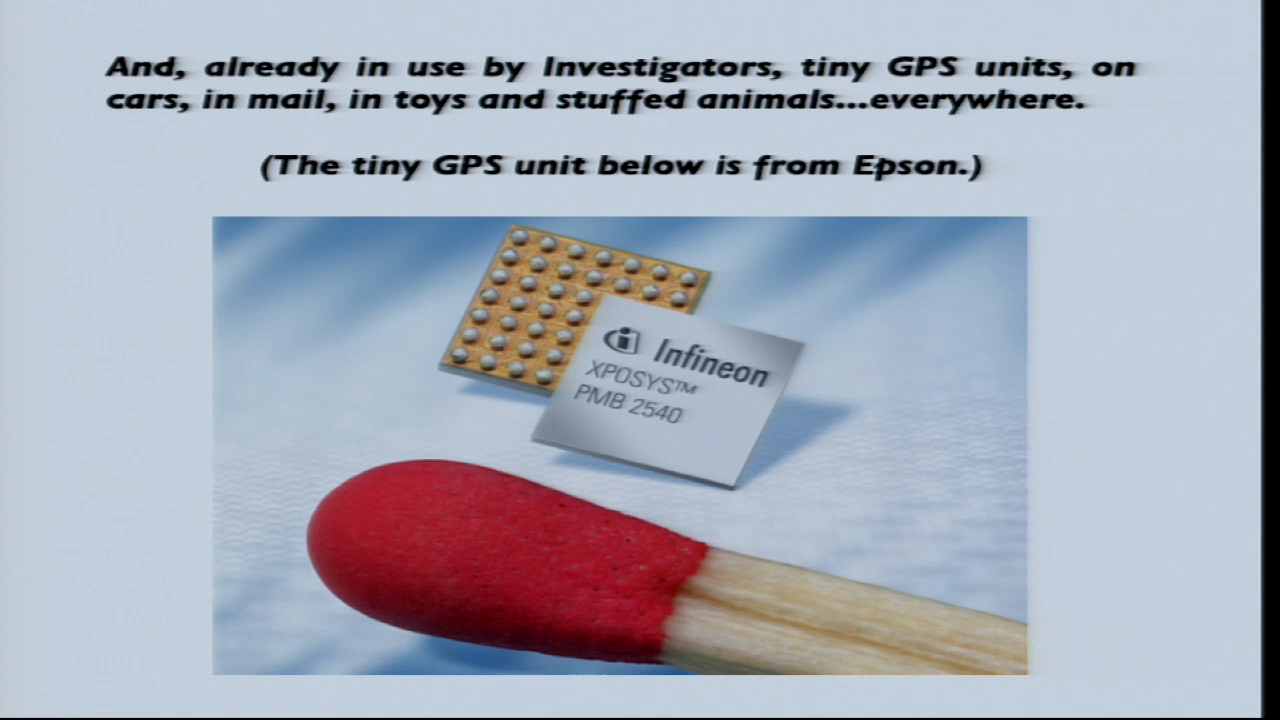 And, already in use by Investigators, tiny GPS units, on
cars, in mail, in toys and stuffed animals...everywhere.
(The tiny GPS unit below is from Epson.)
Infineon
XPOSYS™
PMB 2540